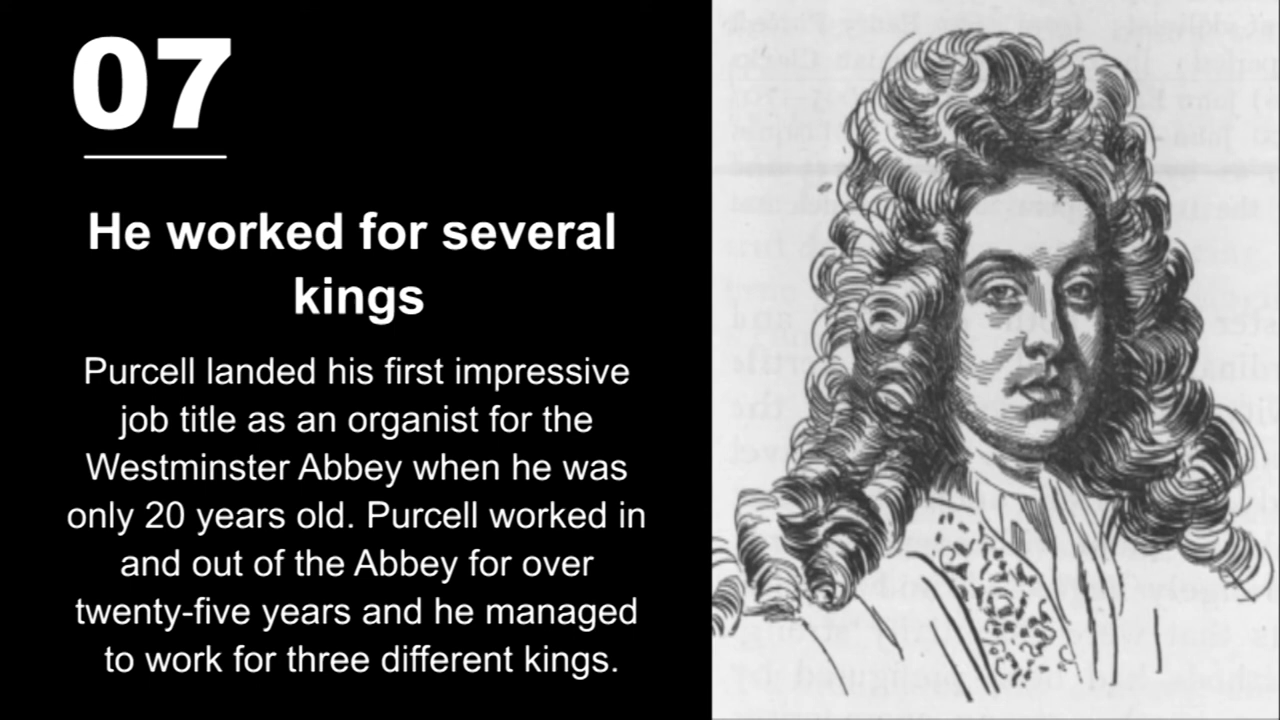 07
He worked for several
kings
Purcell landed his first impressive
job title as an organist for the
Westminster Abbey when he was
only 20 years old. Purcell worked in
and out of the Abbey for over
twenty-five years and he managed
to work for three different kings.